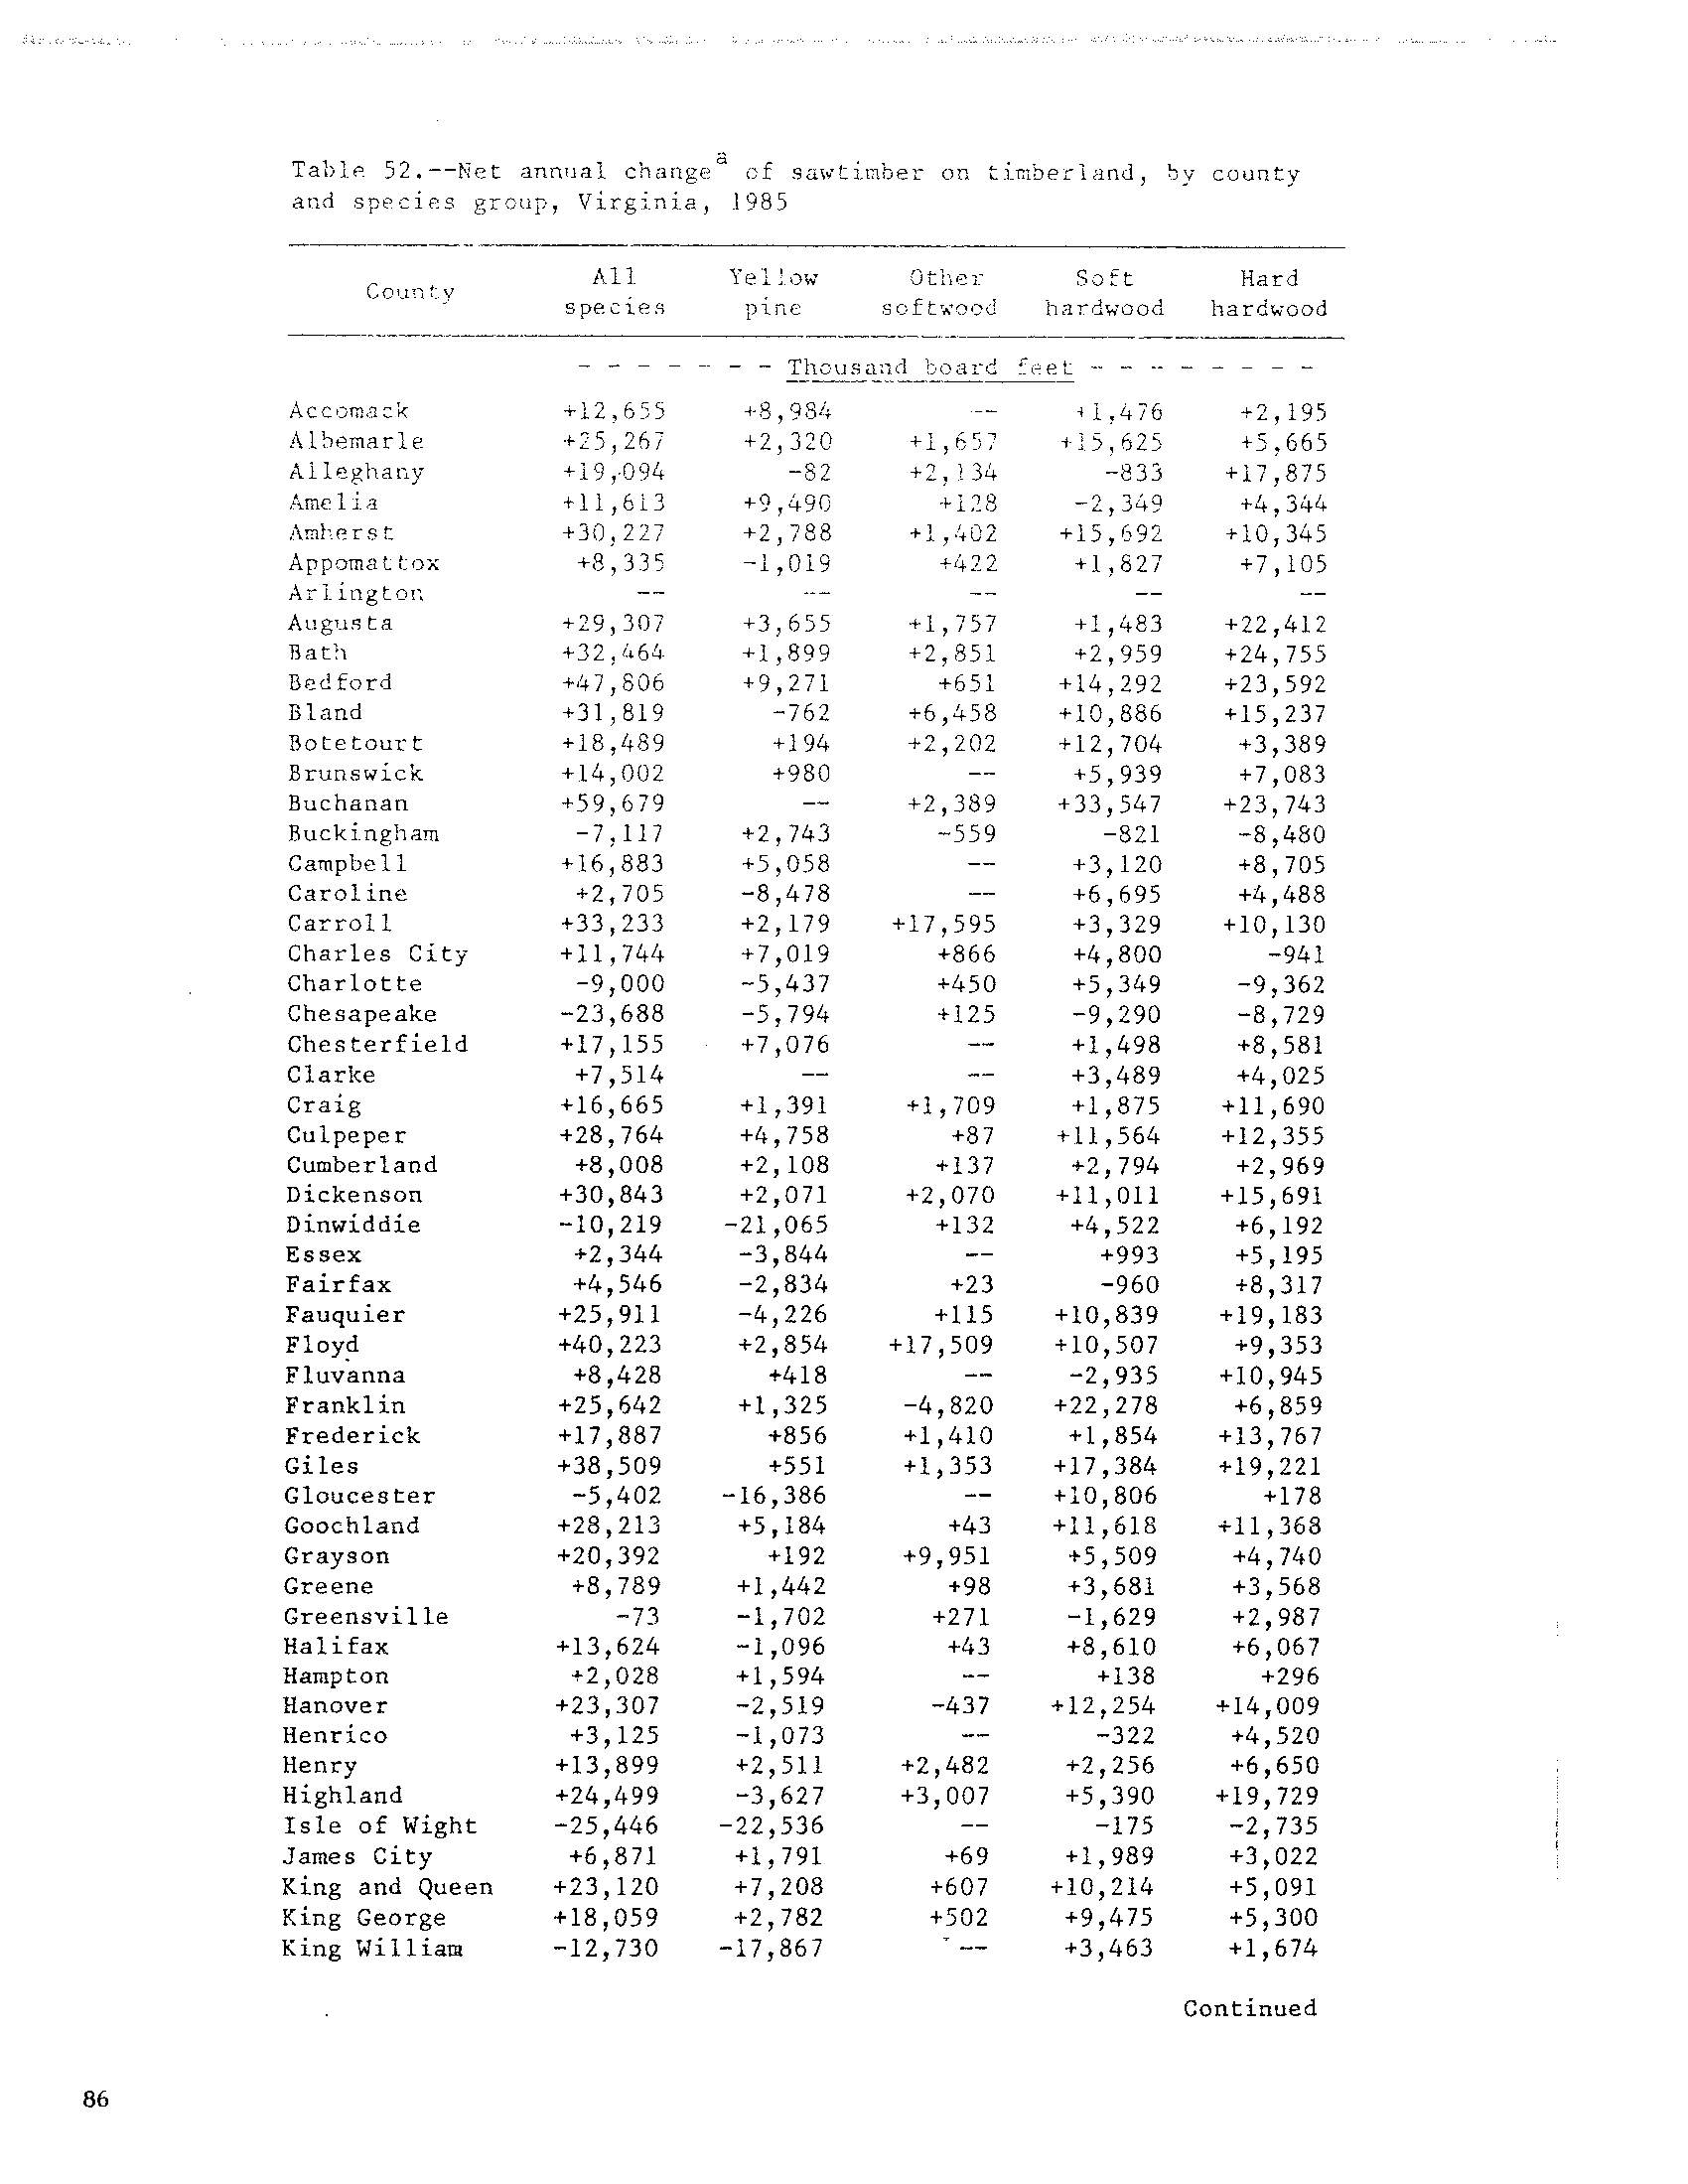 Table 52.--Net annual change a of sawtimber on timberland, by county
and species group, Virginia, 1985
County All species Yellow pine Other softwood Soft hardwood Hard hardwood
- - - - - - - Thousand board feet - - - - - - - -
Accomack +12,655 +8,984 -- +1,476 +2,195
Albemarle +25,267 +2,320 +1,657 +15,625 +5,665
Alleghany +19,094 -82 +2,134 -833 +17,875
Amelia +11,613 +9,490 +128 -2,349 +4,344
Amherst +30,227 +2,788 +1,402 +15,692 +10,345
Appomattox +8,335 -1,019 +422 +1,827 +7,105
Arlington -- -- -- -- --
Augusta +29,307 +3,655 +1,757 +1,483 +22,412
Bath +32,464 +1,899 +2,851 +2,959 +24,755
Bedford +47,806 +9,271 +651 +14,292 +23,592
Bland +31,819 -762 +6,458 +10,886 +15,237
Botetourt +18,489 +194 +2,202 +12,704 +3,389
Brunswick +14,002 +980 -- +5,939 +7,083
Buchanan +59,679 -- +2,389 +33,547 +23,743
Buckingham -7,117 +2,743 -559 -821 -8,480
Campbell +16,883 +5,058 -- +3,120 +8,705
Caroline +2,705 -8,478 -- +6,695 +4,488
Carroll +33,233 +2,179 +17,595 +3,329 +10,130
Charles City +11,744 +7,019 +866 +4,800 -941
Charlotte -9,000 -5,437 +450 +5,349 -9,362
Chesapeake -23,688 -5,794 +125 -9,290 -8,729
Chesterfield +17,155 +7,076 -- +1,498 +8,581
Clarke +7,514 -- -- +3,489 +4,025
Craig +16,665 +1,391 +1,709 +1,875 +11,690
Culpeper +28,764 +4,758 +87 +11,564 +12,355
Cumberland +8,008 +2,108 +137 +2,794 +2,969
Dickenson +30,843 +2,071 +2,070 +11,011 +15,691
Dinwiddie -10,219 -21,065 +132 +4,522 +6,192
Essex +2,344 -3,844 -- +993 +5,195
Fairfax +4,546 -2,834 +23 -960 +8,317
Fauquier +25,911 -4,226 +115 +10,839 +19,183
Floyd +40,223 +2,854 +17,509 +10,507 +9,353
Fluvanna +8,428 +418 -- -2,935 +10,945
Franklin +25,642 +1,325 -4,820 +22,278 +6,859
Frederick +17,887 +856 +1,410 +1,854 +13,767
Giles +38,509 +551 +1,353 +17,384 +19,221
Gloucester -5,402 -16,386 -- +10,806 +178
Goochland +28,213 +5,184 +43 +11,618 +11,368
Grayson +20,392 +192 +9,951 +5,509 +4,740
Greene +8,789 +1,442 +98 +3,681 +3,568
Greensville -73 -1,702 +271 -1,629 +2,987
Halifax +13,624 -1,096 +43 +8,610 +6,067
Hampton +2,028 +1,594 -- +138 +296
Hanover +23,307 -2,519 -437 +12,254 +14,009
Henrico +3,125 -1,073 -- -322 +4,520
Henry +13,899 +2,511 +2,482 +2,256 +6,650
Highland +24,499 -3,627 +3,007 +5,390 +19,729
Isle of Wight -25,446 -22,536 -- -175 -2,735
James City +6,871 +1,791 +69 +1,989 +3,022
King and Queen +23,120 +7,208 +607 +10,214 +5,091
King George +18,059 +2,782 +502 +9,475 +5,300
King William -12,730 -17,867 -- +3,463 +1,674
Continued
86